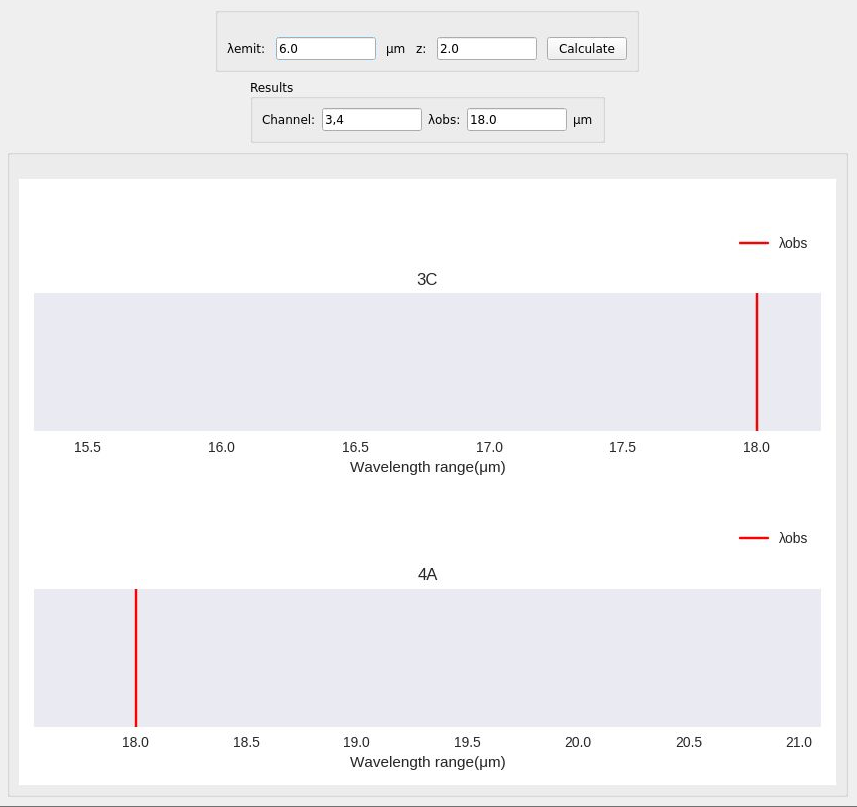 λemit: 6.0 μm z: 2.0 Calculate
Results
Channel: 3,4 λobs: 18.0 μm
λobs
3C
15.5 16.0 16.5 17.0 17.5 18.0
Wavelength range(μm)
λobs
4A
18.0 18.5 19.0 19.5 20.0 20.5 21.0
Wavelength range(μm)